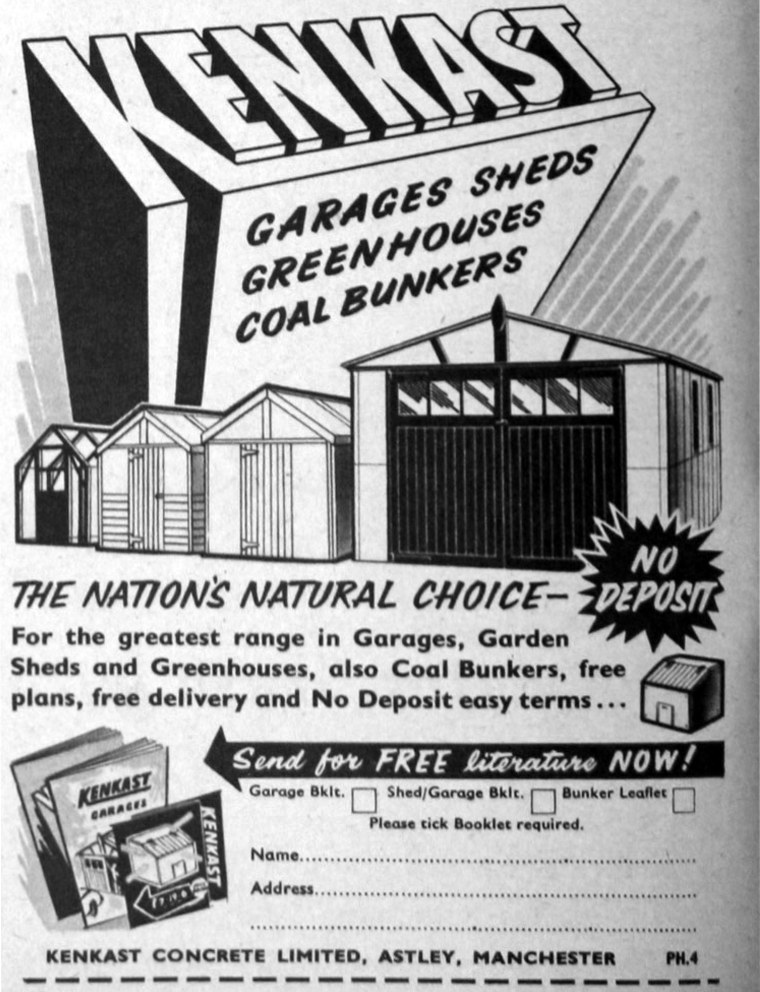 KENKAST
GARAGES SHEDS
GREENHOUSES
COAL BUNKERS
NO
DEPOSIT
THE NATION'S NATURAL CHOICE—
For the greatest range in Garages, Garden
Sheds and Greenhouses, also Coal Bunkers, free
plans, free delivery and No Deposit easy terms...
Send for FREE literature NOW!
KENKAST
GARAGES
KENKAST
Garage Bklt. Shed/Garage Bklt. Bunker Leaflet
Please tick Booklet required.
Name
Address
KENKAST CONCRETE LIMITED, ASTLEY, MANCHESTER PH.4